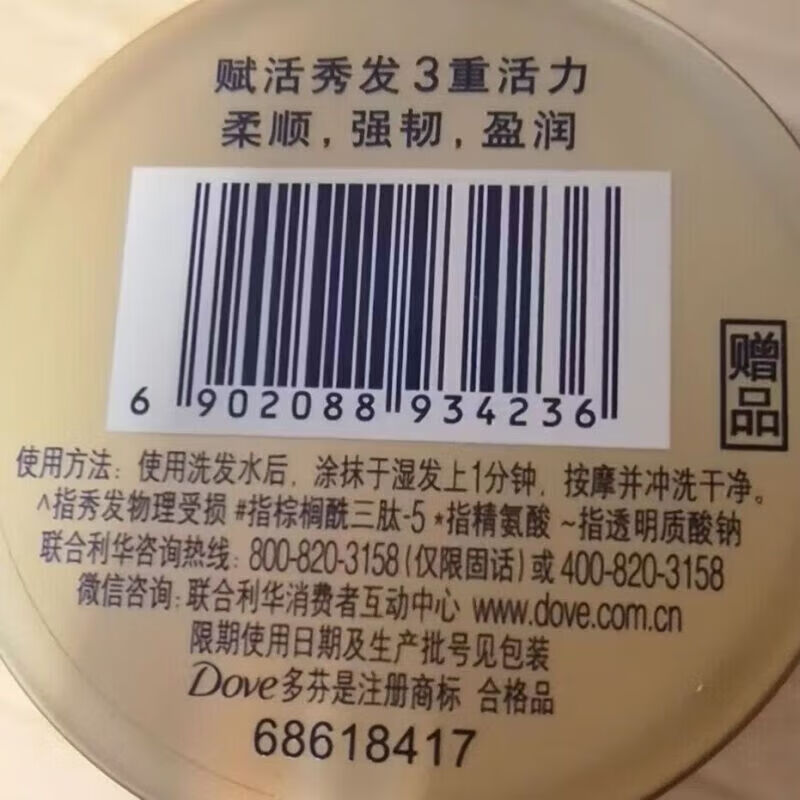 赋活秀发3重活力
柔顺，强韧，盈润
6 902088 934236
赠品
使用方法：使用洗发水后，涂抹于湿发上1分钟，按摩并冲洗干净。
^指秀发物理受损 #指棕榈酰三肽-5 *指精氨酸 ~指透明质酸钠
联合利华咨询热线：800-820-3158(仅限固话)或400-820-3158
微信咨询：联合利华消费者互动中心 www.dove.com.cn
限期使用日期及生产批号见包装
Dove多芬是注册商标 合格品
68618417